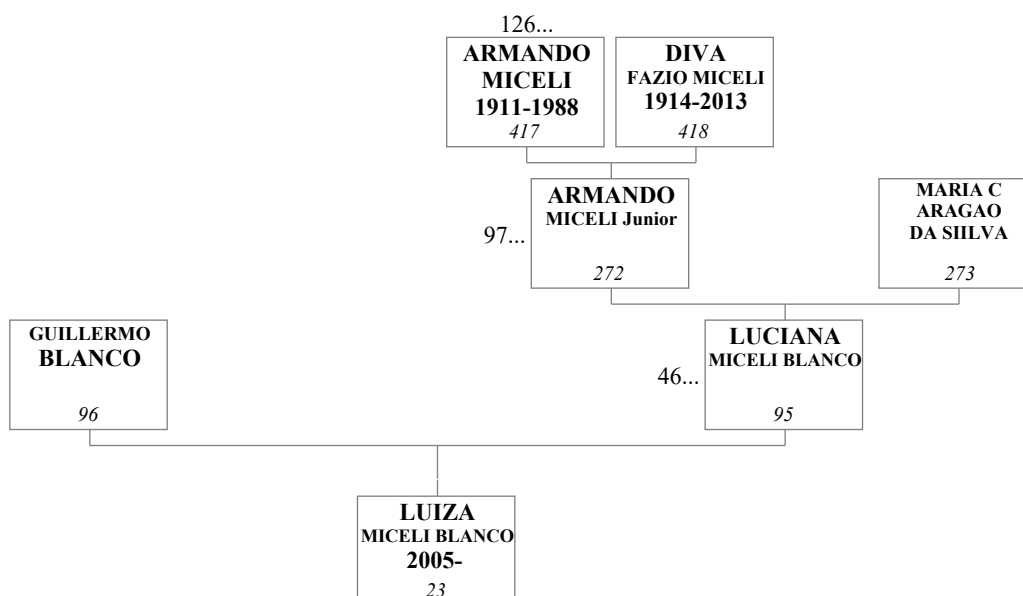 126...
ARMANDO
MICELI
1911-1988
417
DIVA
FAZIO MICELI
1914-2013
418
97...
ARMANDO
MICELI Junior
272
MARIA C
ARAGAO
DA SIILVA
273
GUILLERMO
BLANCO
96
46...
LUCIANA
MICELI BLANCO
95
LUIZA
MICELI BLANCO
2005-
23